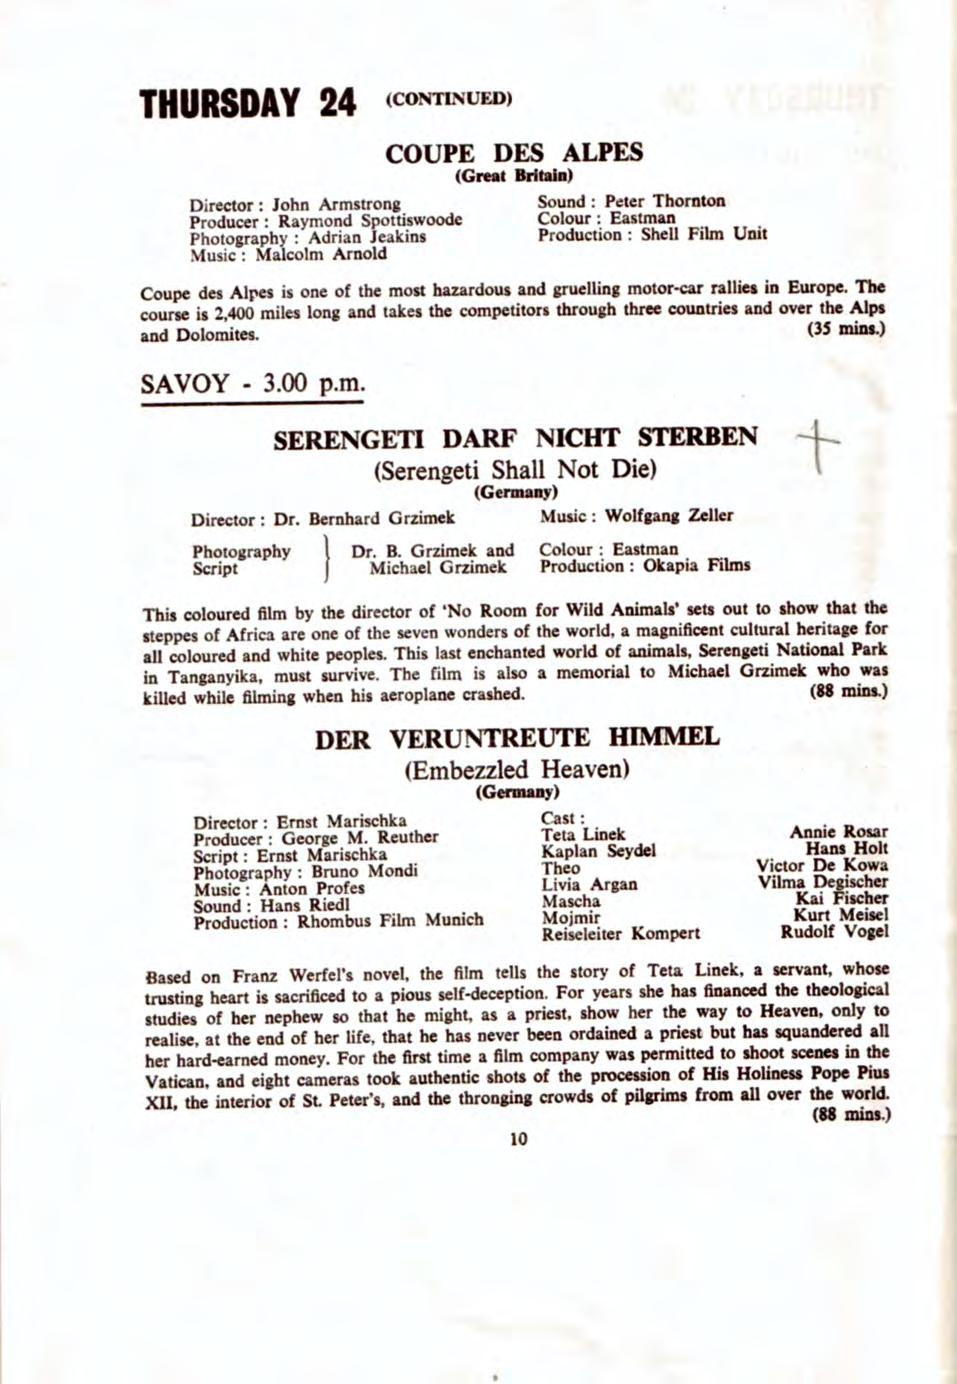 THURSDAY 24 (CONTINUED)
COUPE DES ALPES
(Great Britain)
Director : John Armstrong
Producer : Raymond Spottiswoode
Photography : Adrian Jeakins
Music : Malcolm Arnold
Sound : Peter Thornton
Colour : Eastman
Production : Shell Film Unit
Coupe des Alpes is one of the most hazardous and gruelling motor-car rallies in Europe. The
course is 2,400 miles long and takes the competitors through three countries and over the Alps
and Dolomites. (35 mins.)
SAVOY - 3.00 p.m.
SERENGETI DARF NICHT STERBEN
(Serengeti Shall Not Die)
(Germany)
Director : Dr. Bernhard Grzimek
Music : Wolfgang Zeller
Photography } Dr. B. Grzimek and
Script Michael Grzimek
Colour : Eastman
Production : Okapia Films
This coloured film by the director of 'No Room for Wild Animals' sets out to show that the
steppes of Africa are one of the seven wonders of the world, a magnificent cultural heritage for
all coloured and white peoples. This last enchanted world of animals, Serengeti National Park
in Tanganyika, must survive. The film is also a memorial to Michael Grzimek who was
killed while filming when his aeroplane crashed. (88 mins.)
DER VERUNTREUTE HIMMEL
(Embezzled Heaven)
(Germany)
Director : Ernst Marischka
Producer : George M. Reuther
Script : Ernst Marischka
Photography : Bruno Mondi
Music : Anton Profes
Sound : Hans Riedl
Production : Rhombus Film Munich
Cast :
Teta Linek Annie Rosar
Kaplan Seydel Hans Holt
Theo Victor De Kowa
Livia Argan Vilma Degischer
Mascha Kai Fischer
Mojmir Kurt Meisel
Reiseleiter Kompert Rudolf Vogel
Based on Franz Werfel's novel, the film tells the story of Teta Linek, a servant, whose
trusting heart is sacrificed to a pious self-deception. For years she has financed the theological
studies of her nephew so that he might, as a priest, show her the way to Heaven, only to
realise, at the end of her life, that he has never been ordained a priest but has squandered all
her hard-earned money. For the first time a film company was permitted to shoot scenes in the
Vatican, and eight cameras took authentic shots of the procession of His Holiness Pope Pius
XII, the interior of St. Peter's, and the thronging crowds of pilgrims from all over the world.
(88 mins.)
10